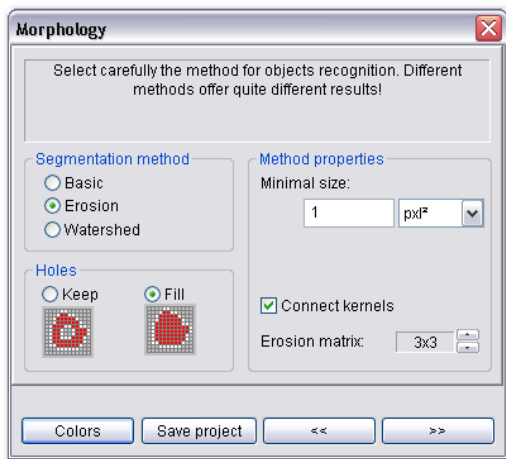 Morphology
Select carefully the method for objects recognition. Different
methods offer quite different results!
Segmentation method
Basic
Erosion
Watershed
Holes
Keep
Fill
Method properties
Minimal size:
1
pxl²
Connect kernels
Erosion matrix:
3x3
Colors
Save project
<<
>>